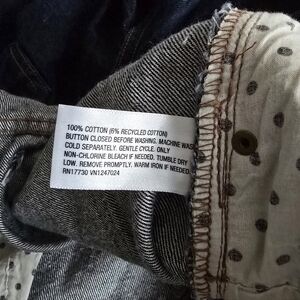 100% COTTON (6% RECYCLED COTTON)
BUTTON CLOSED BEFORE WASHING. MACHINE WASH
COLD SEPARATELY. GENTLE CYCLE. ONLY
NON-CHLORINE BLEACH IF NEEDED. TUMBLE DRY
LOW. REMOVE PROMPTLY. WARM IRON IF NEEDED.
RN17730 VN1247024